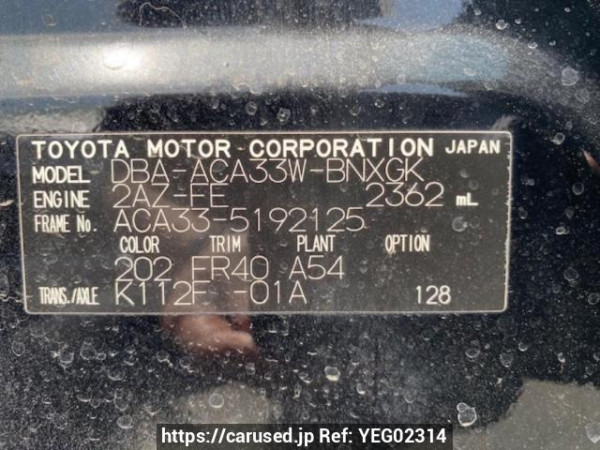 TOYOTA MOTOR CORPORATION JAPAN
MODEL DBA-ACA33W-BNXGK
ENGINE 2AZ-FE 2362 mL
FRAME No. ACA33-5192125
COLOR TRIM PLANT OPTION
202 FR40 A54
TRANS./AXLE K112F -01A 128
https://carused.jp Ref: YEG02314